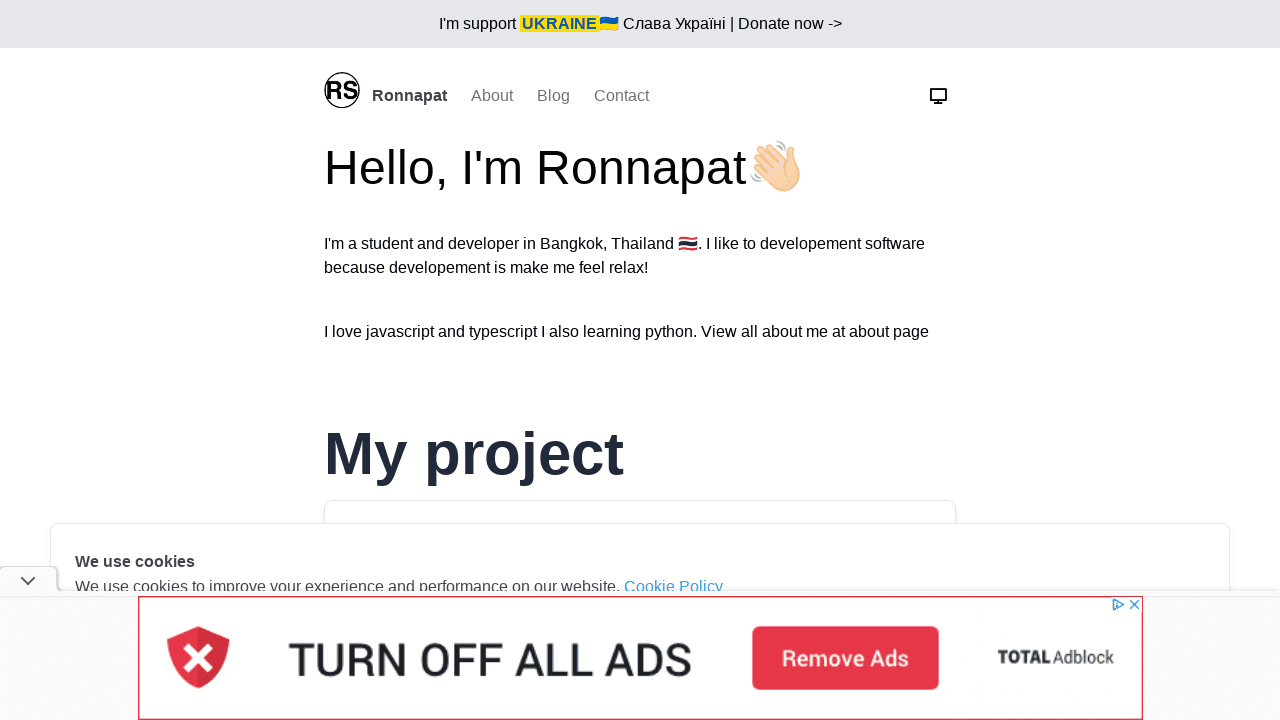 I'm support UKRAINE🇺🇦 Слава Україні | Donate now ->
RS Ronnapat About Blog Contact
Hello, I'm Ronnapat👋🏻
I'm a student and developer in Bangkok, Thailand 🇹🇭. I like to developement software
because developement is make me feel relax!
I love javascript and typescript I also learning python. View all about me at about page
My project
We use cookies
We use cookies to improve your experience and performance on our website. Cookie Policy
TURN OFF ALL ADS Remove Ads TOTAL Adblock